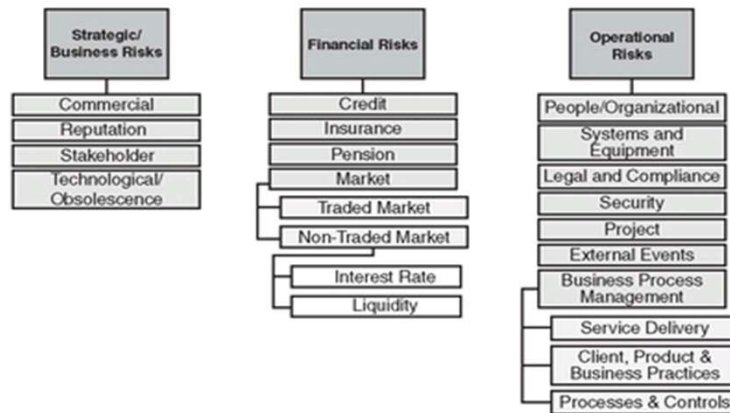 Strategic/
Business Risks
Commercial
Reputation
Stakeholder
Technological/
Obsolescence
Financial Risks
Credit
Insurance
Pension
Market
Traded Market
Non-Traded Market
Interest Rate
Liquidity
Operational
Risks
People/Organizational
Systems and
Equipment
Legal and Compliance
Security
Project
External Events
Business Process
Management
Service Delivery
Client, Product &
Business Practices
Processes & Controls